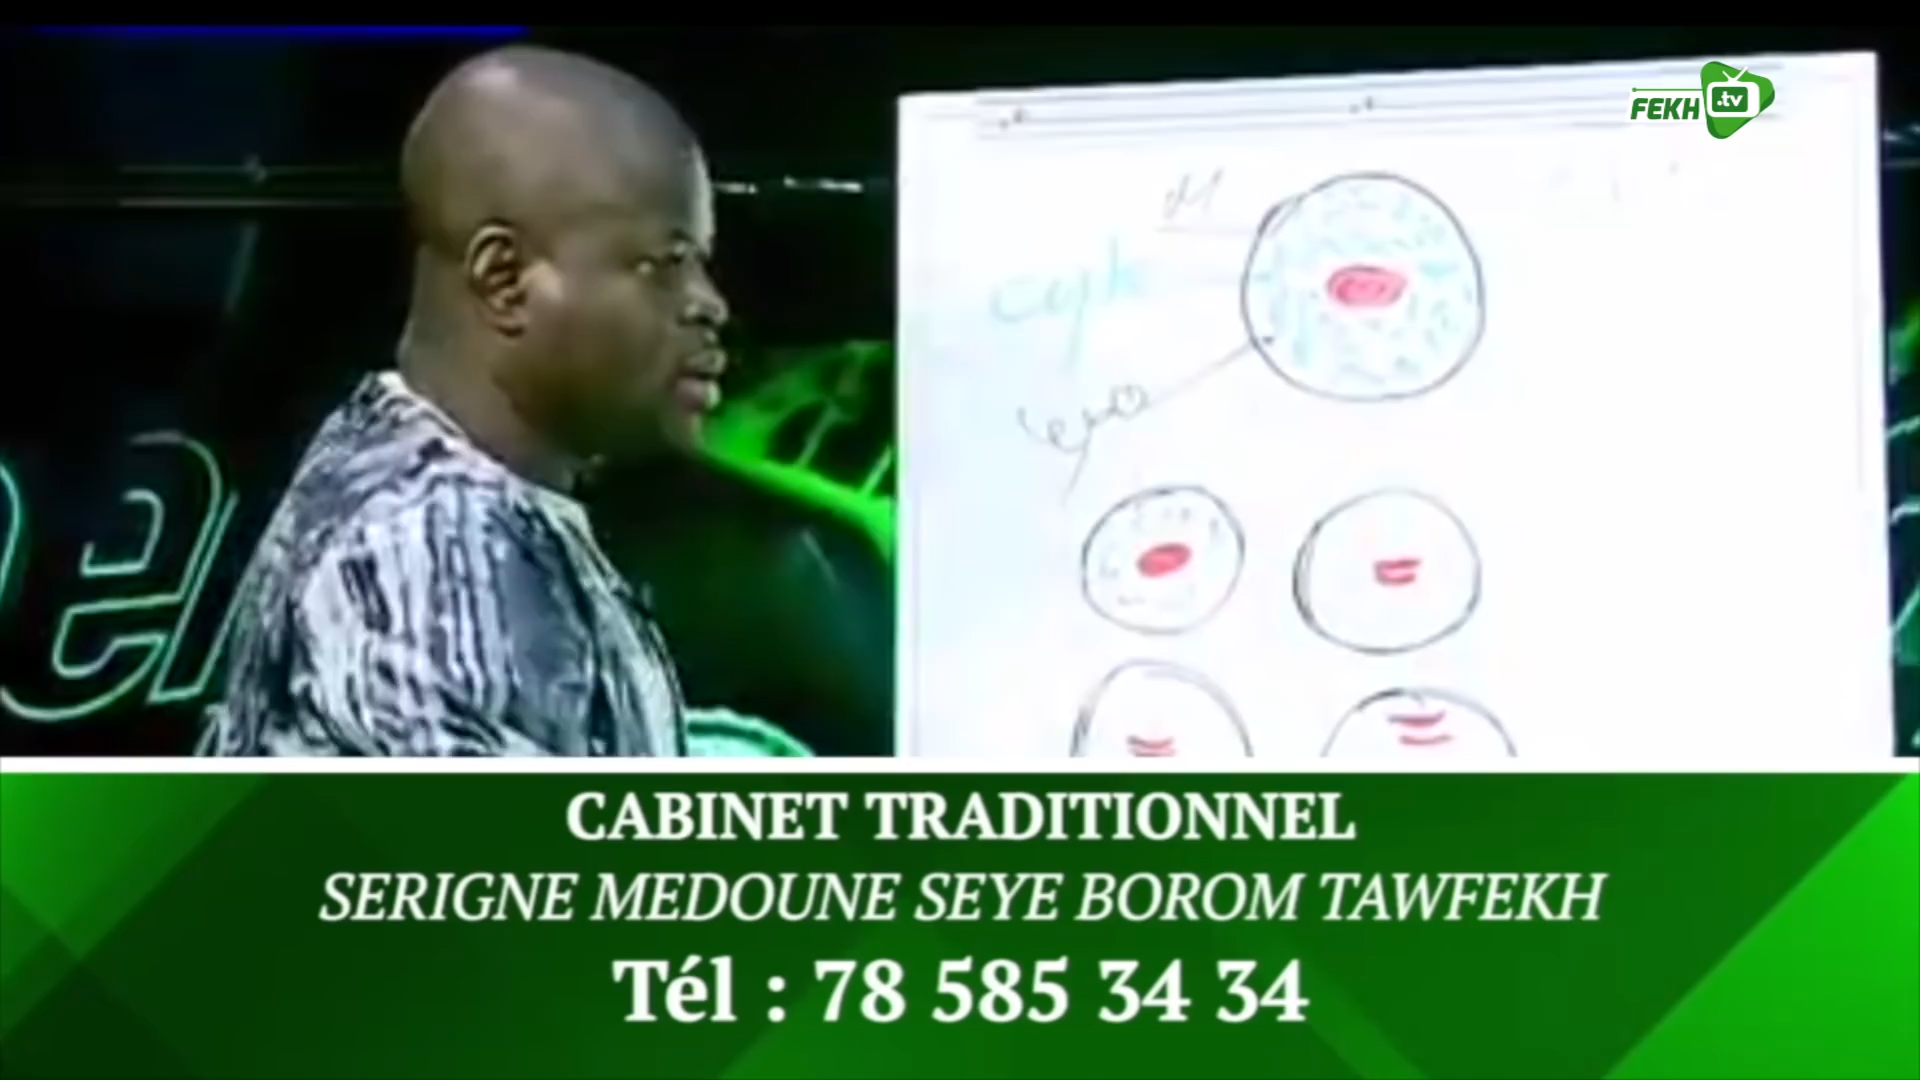 FEKH .tv
CABINET TRADITIONNEL
SERIGNE MEDOUNE SEYE BOROM TAWFEKH
Tél : 78 585 34 34